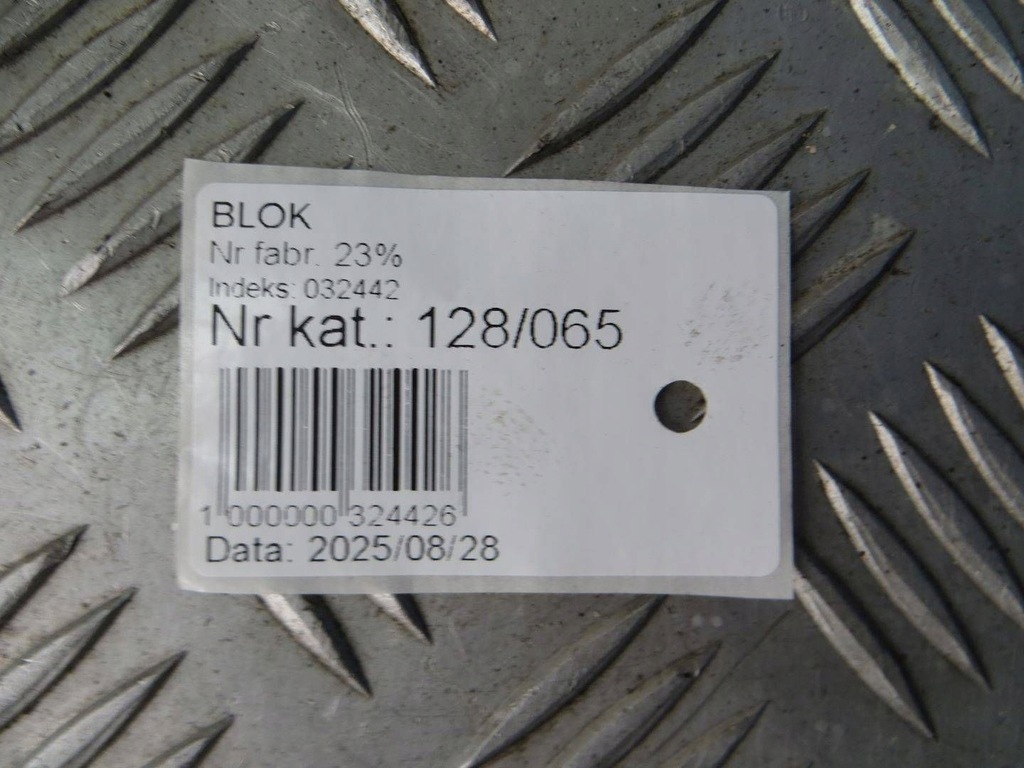 BLOK
Nr fabr. 23%
Indeks: 032442
Nr kat.: 128/065
1 000000 324426
Data: 2025/08/28